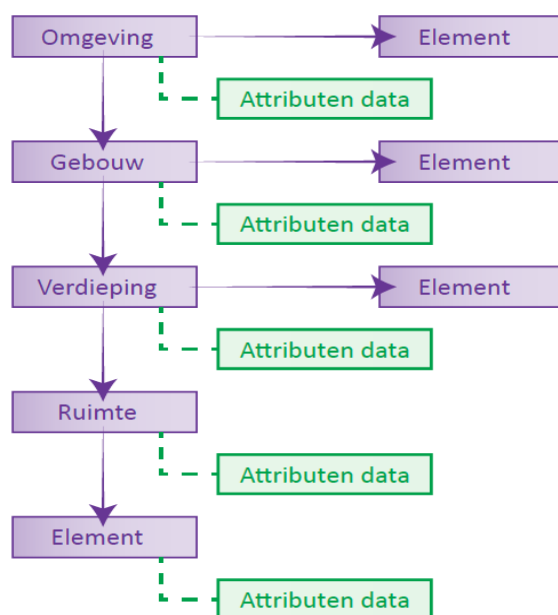 Omgeving
Element
Attributen data
Gebouw
Element
Attributen data
Verdieping
Element
Attributen data
Ruimte
Attributen data
Element
Attributen data